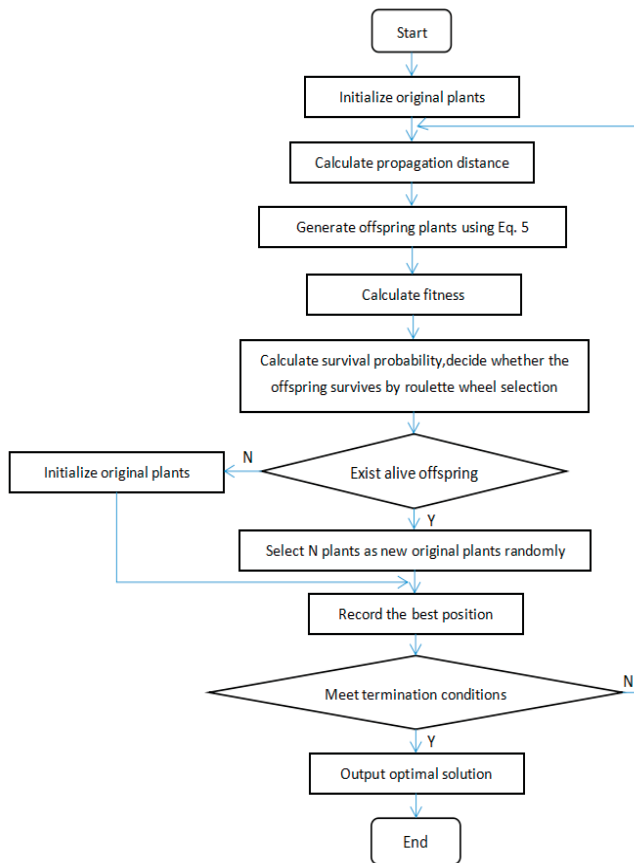 Start
Initialize original plants
Calculate propagation distance
Generate offspring plants using Eq. 5
Calculate fitness
Calculate survival probability,decide whether the
offspring survives by roulette wheel selection
N
Initialize original plants
Exist alive offspring
Y
Select N plants as new original plants randomly
Record the best position
Meet termination conditions
N
Y
Output optimal solution
End